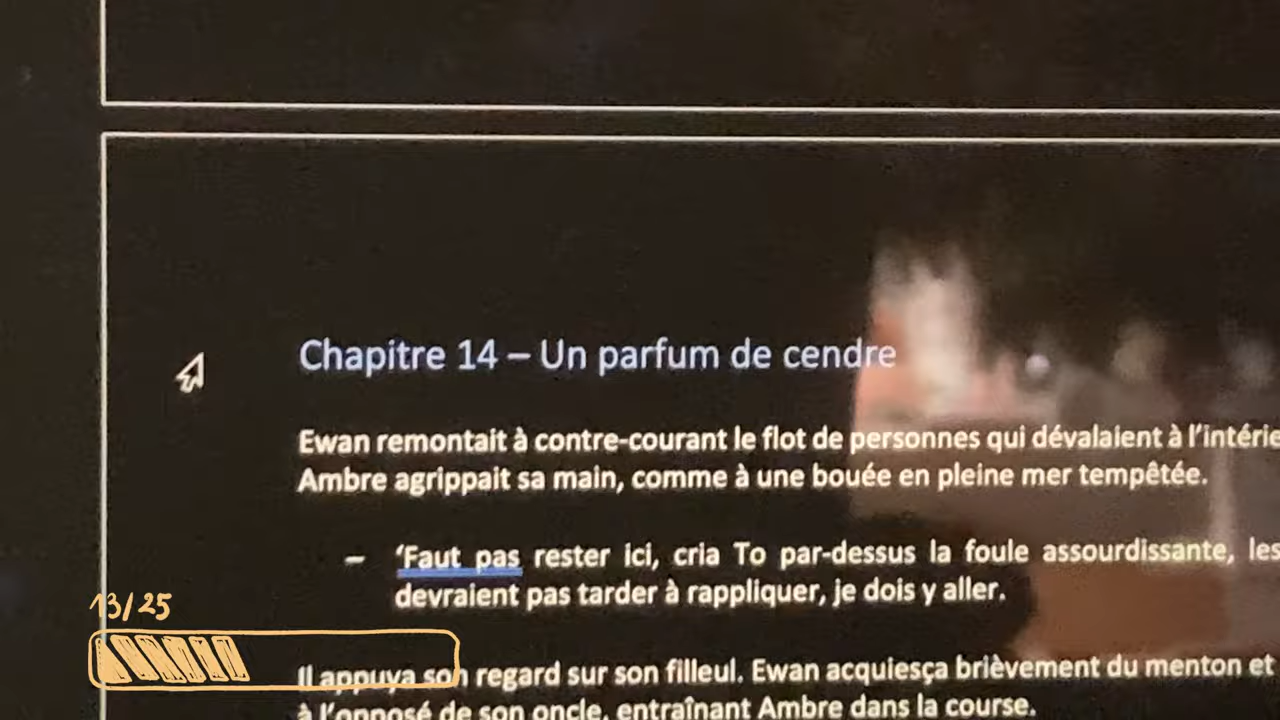 Chapitre 14 – Un parfum de cendre
Ewan remontait à contre-courant le flot de personnes qui dévalaient à l'intérie
Ambre agrippait sa main, comme à une bouée en pleine mer tempêtée.
– 'Faut pas rester ici, cria To par-dessus la foule assourdissante, les
devraient pas tarder à rappliquer, je dois y aller.
13/25
Il appuya son regard sur son filleul. Ewan acquiesça brièvement du menton et
à l'opposé de son oncle, entraînant Ambre dans la course.